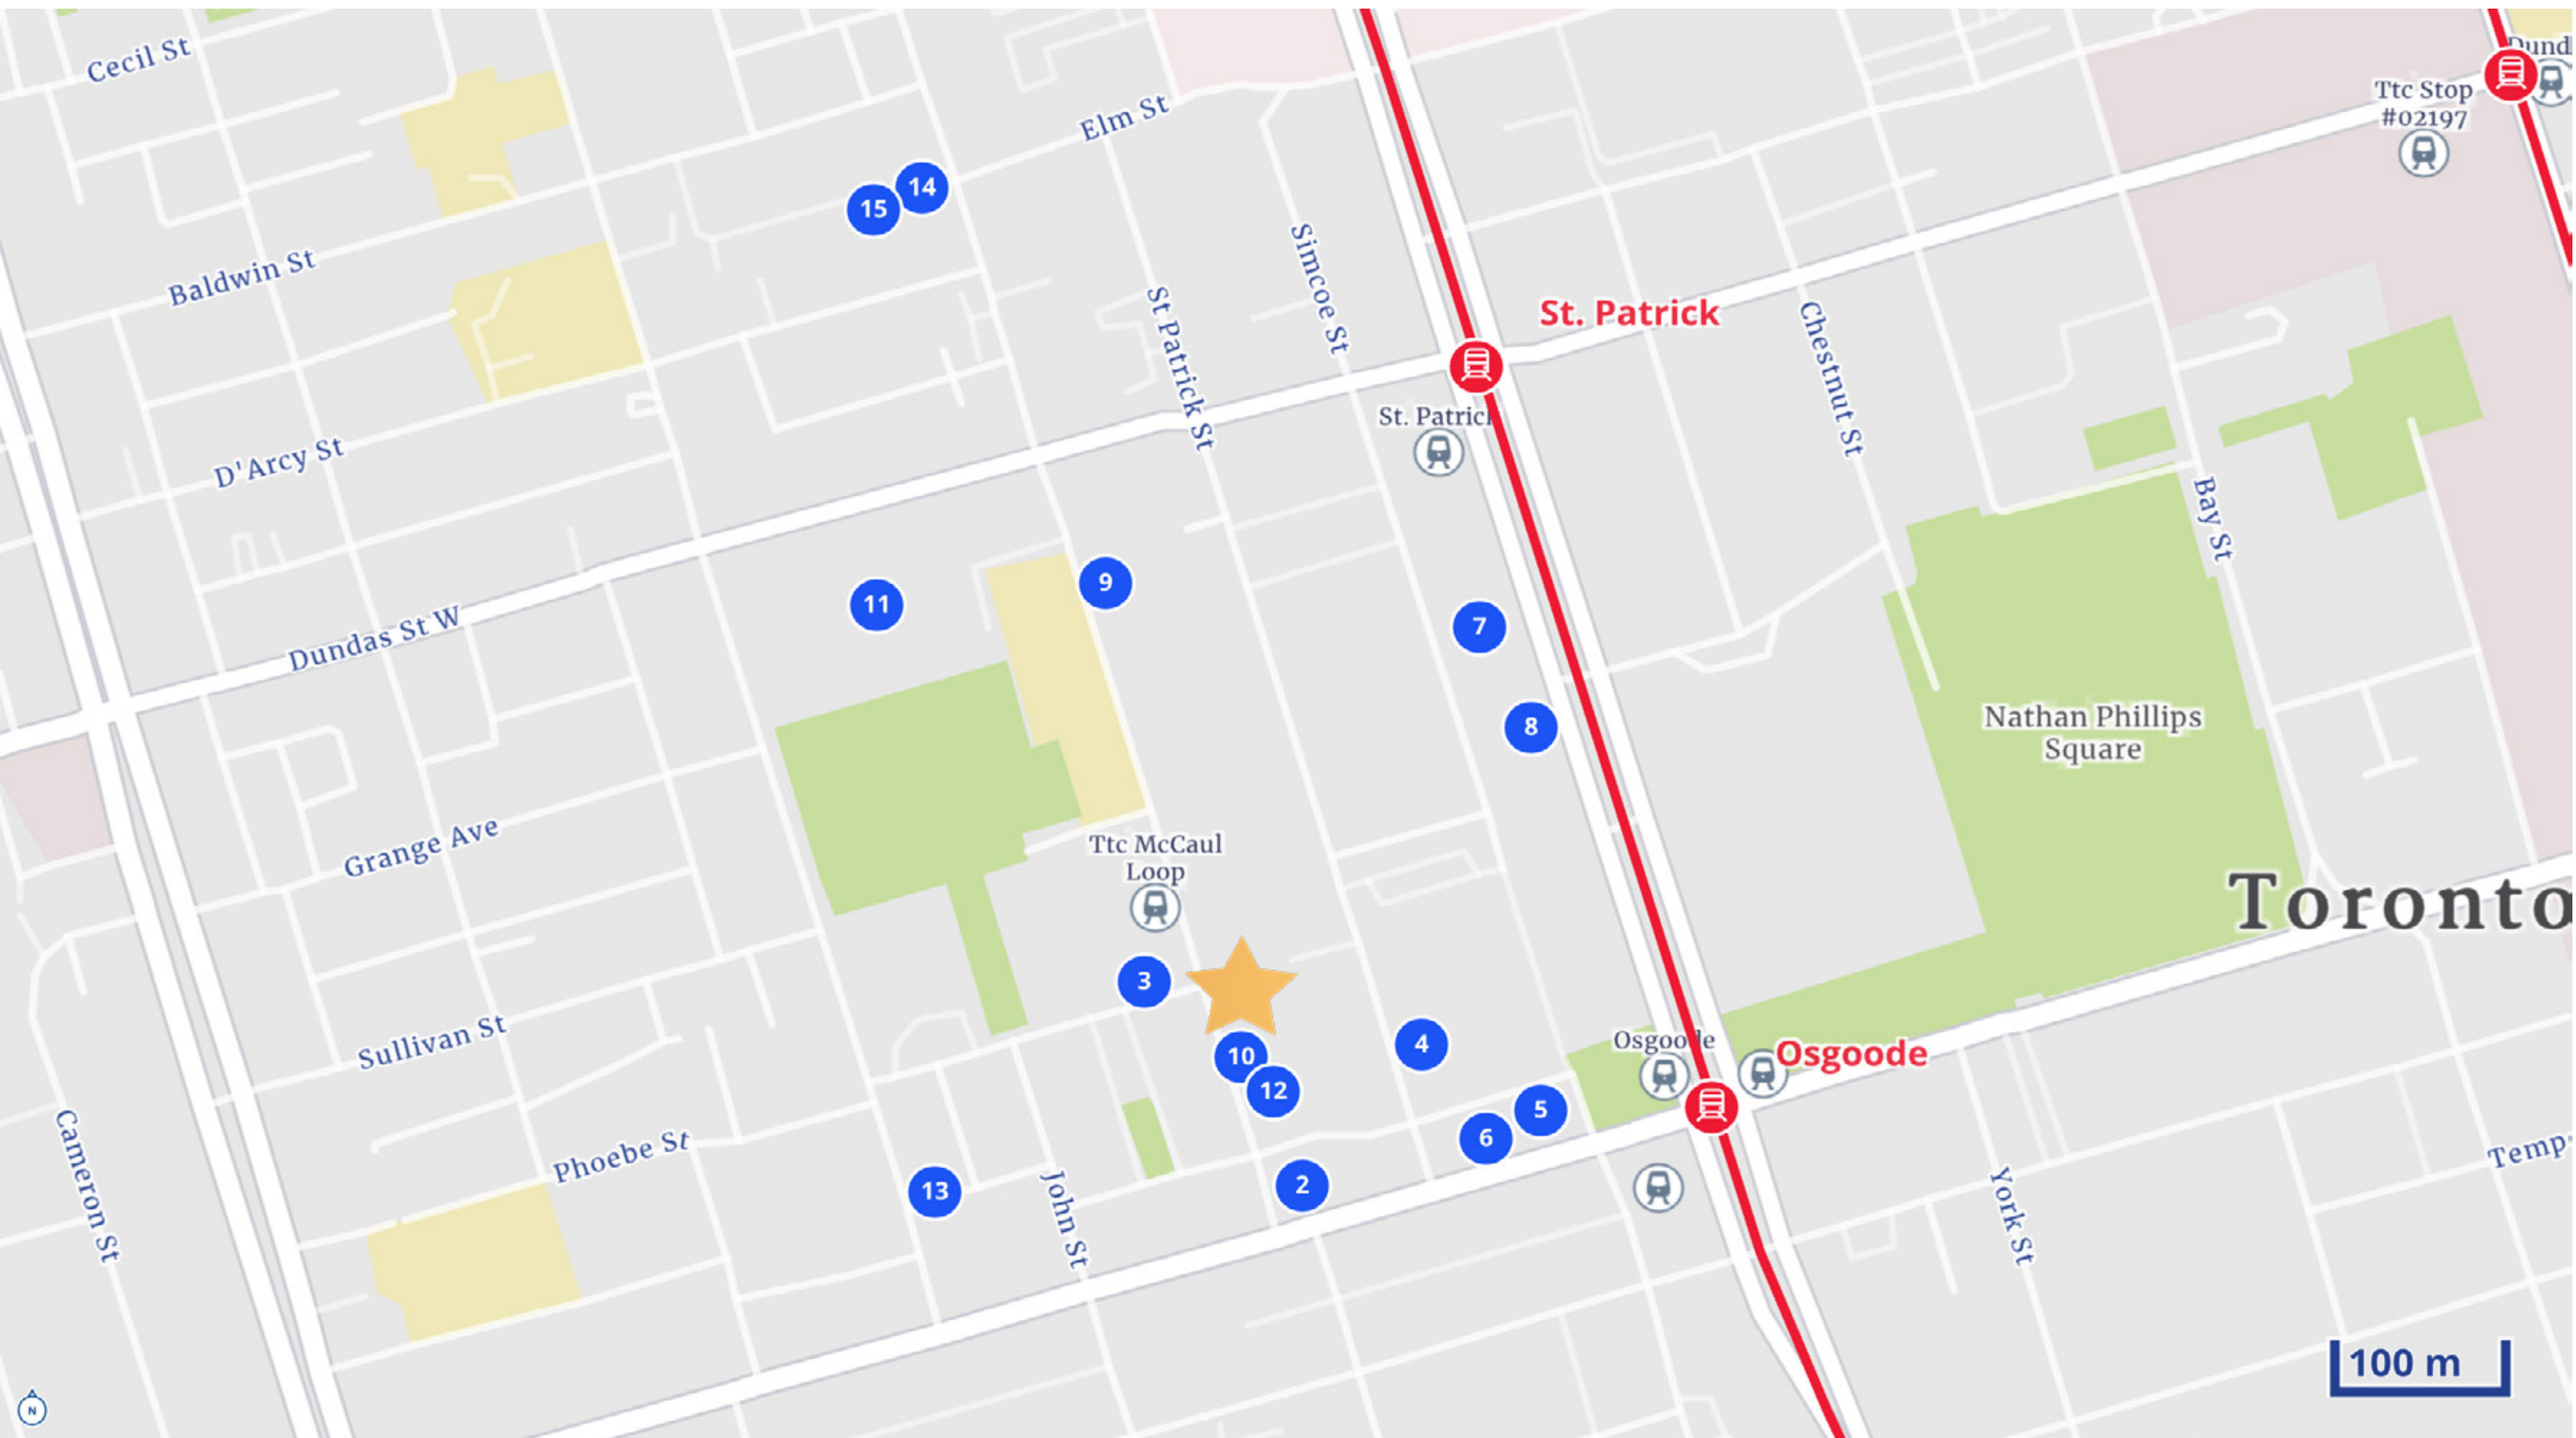 Cecil St
Elm St
Dund
Ttc Stop
#02197
14
15
Baldwin St
Simcoe St
St Patrick St
St. Patrick
Chestnut St
St. Patrick
D'Arcy St
Bay St
9
11
7
Dundas St W
8
Nathan Phillips
Square
Grange Ave
Ttc McCaul
Loop
Toronto
3
Sullivan St
10
4
Osgoode
Osgoode
12
5
6
Cameron St
Phoebe St
13
John St
2
York St
Temp
100 m
N